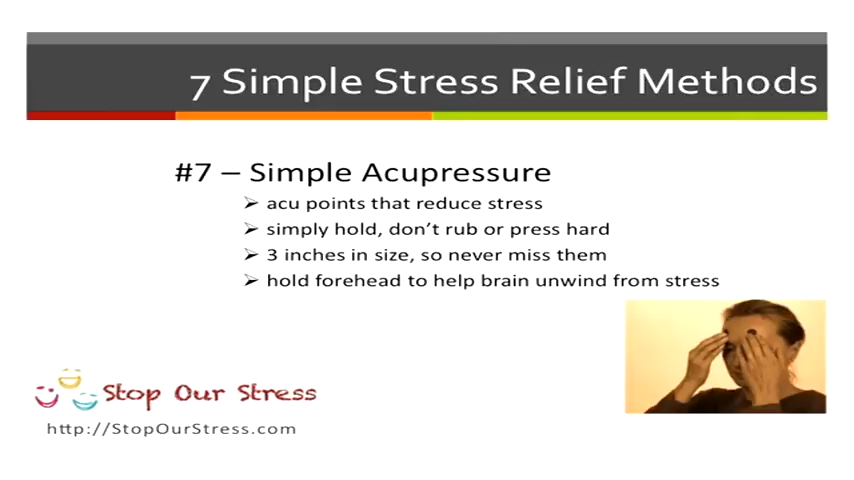 7 Simple Stress Relief Methods
#7 – Simple Acupressure
➢ acu points that reduce stress
➢ simply hold, don’t rub or press hard
➢ 3 inches in size, so never miss them
➢ hold forehead to help brain unwind from stress
Stop Our Stress
http://StopOurStress.com